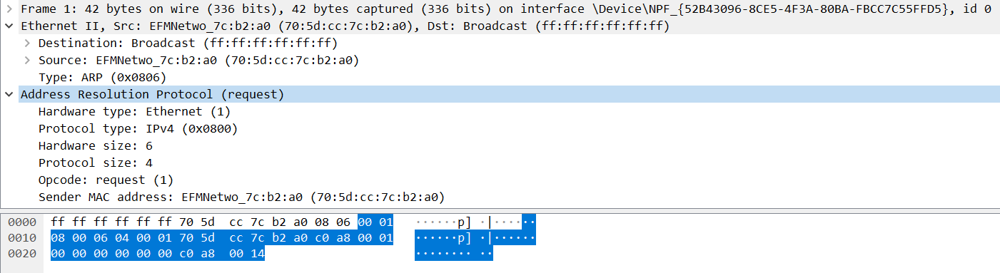 Frame 1: 42 bytes on wire (336 bits), 42 bytes captured (336 bits) on interface \Device\NPF_{52B43096-8CE5-4F3A-80BA-FBCC7C55FFD5}, id 0
Ethernet II, Src: EFMNetwo_7c:b2:a0 (70:5d:cc:7c:b2:a0), Dst: Broadcast (ff:ff:ff:ff:ff:ff)
Destination: Broadcast (ff:ff:ff:ff:ff:ff)
Source: EFMNetwo_7c:b2:a0 (70:5d:cc:7c:b2:a0)
Type: ARP (0x0806)
Address Resolution Protocol (request)
Hardware type: Ethernet (1)
Protocol type: IPv4 (0x0800)
Hardware size: 6
Protocol size: 4
Opcode: request (1)
Sender MAC address: EFMNetwo_7c:b2:a0 (70:5d:cc:7c:b2:a0)
0000 ff ff ff ff ff ff 70 5d cc 7c b2 a0 08 06 00 01 ······p] ·|······
0010 08 00 06 04 00 01 70 5d cc 7c b2 a0 c0 a8 00 01 ······p] ·|······
0020 00 00 00 00 00 00 c0 a8 00 14 ········ ··